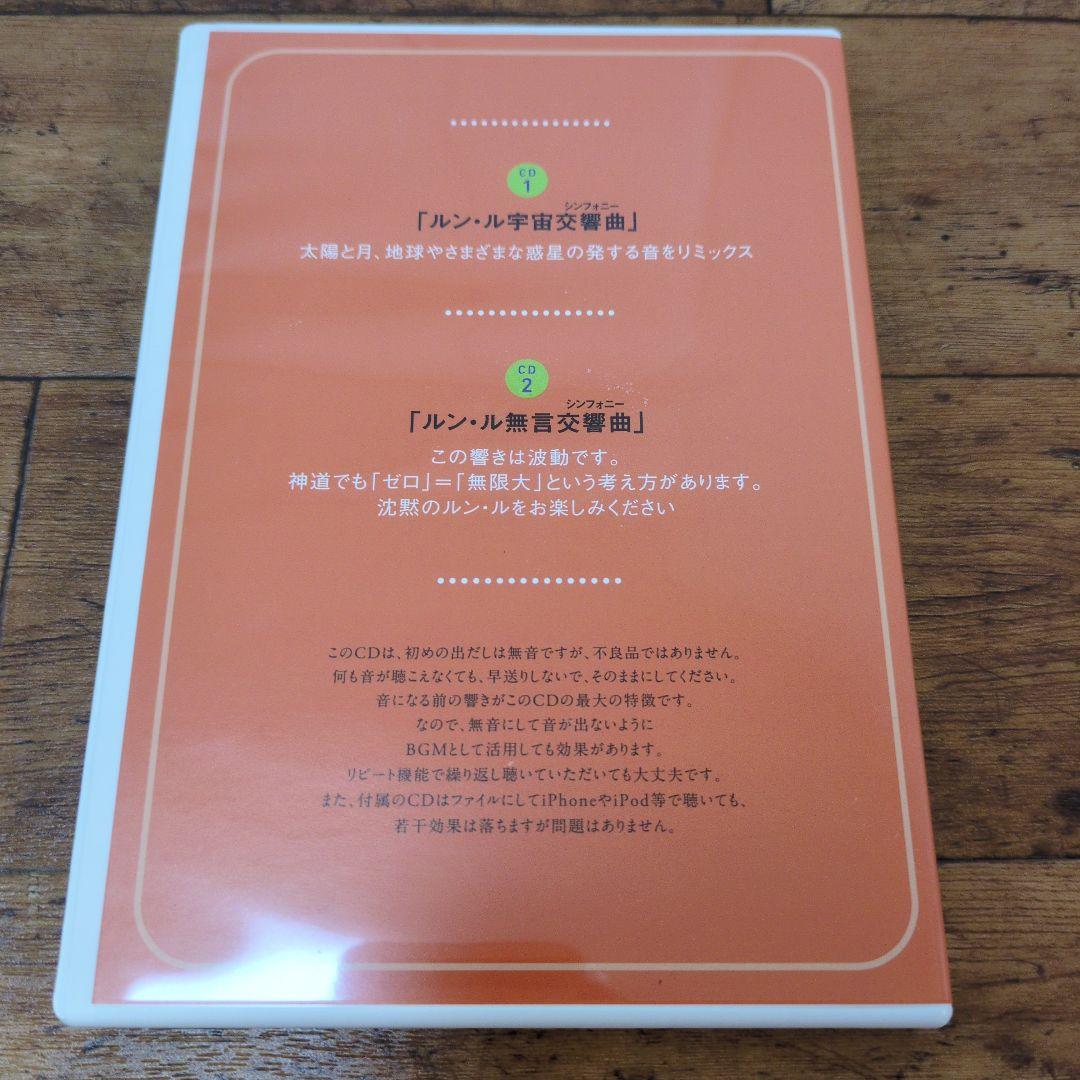 CD
1
シンフォニー
「ルン・ル宇宙交響曲」
太陽と月、地球やさまざまな惑星の発する音をリミックス
CD
2
シンフォニー
「ルン・ル無言交響曲」
この響きは波動です。
神道でも「ゼロ」＝「無限大」という考え方があります。
沈黙のルン・ルをお楽しみください
このCDは、初めの出だしは無音ですが、不良品ではありません。
何も音が聴こえなくても、早送りしないで、そのままにしてください。
音になる前の響きがこのCDの最大の特徴です。
なので、無音にして音が出ないように
BGMとして活用しても効果があります。
リピート機能で繰り返し聴いていただいても大丈夫です。
また、付属のCDはファイルにしてiPhoneやiPod等で聴いても、
若干効果は落ちますが問題はありません。